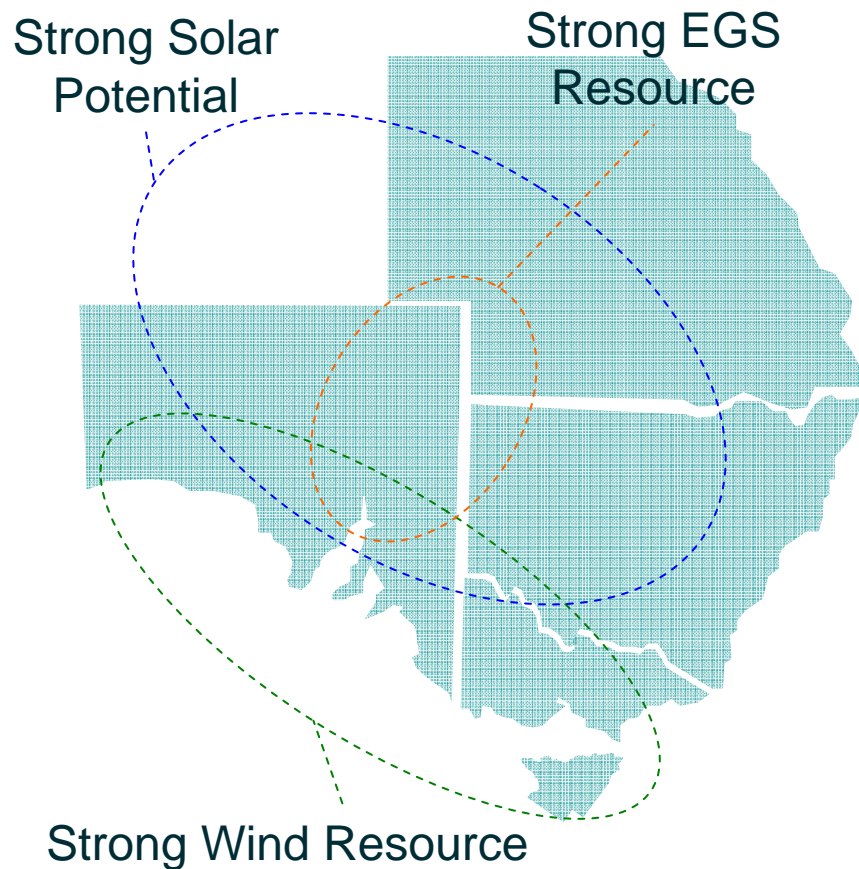 Strong Solar
Potential
Strong EGS
Resource
Strong Wind Resource